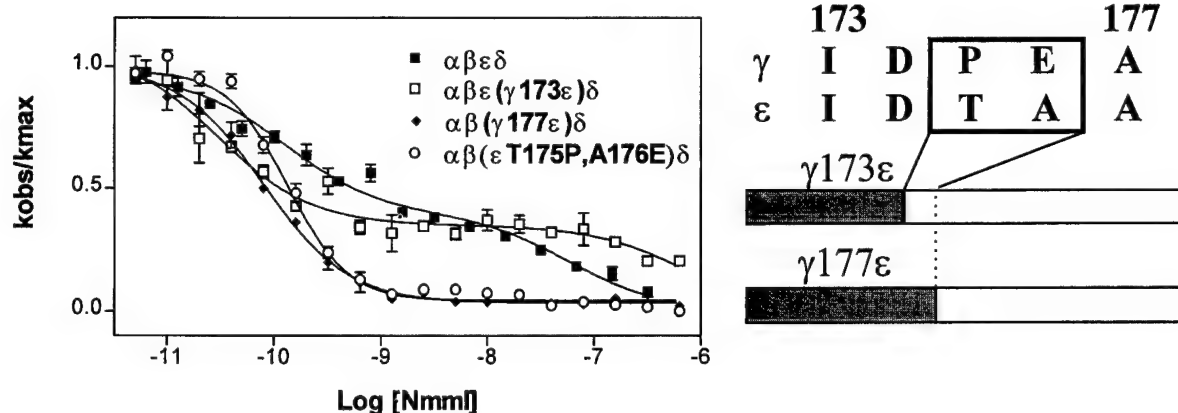 kobs/kmax
1.0
0.5
0.0
-11 -10 -9 -8 -7 -6
Log [NmmI]
αβεδ
αβε(γ173ε)δ
αβ(γ177ε)δ
αβ(εT175P,A176E)δ
173 177
γ I D P E A
ε I D T A A
γ173ε
γ177ε